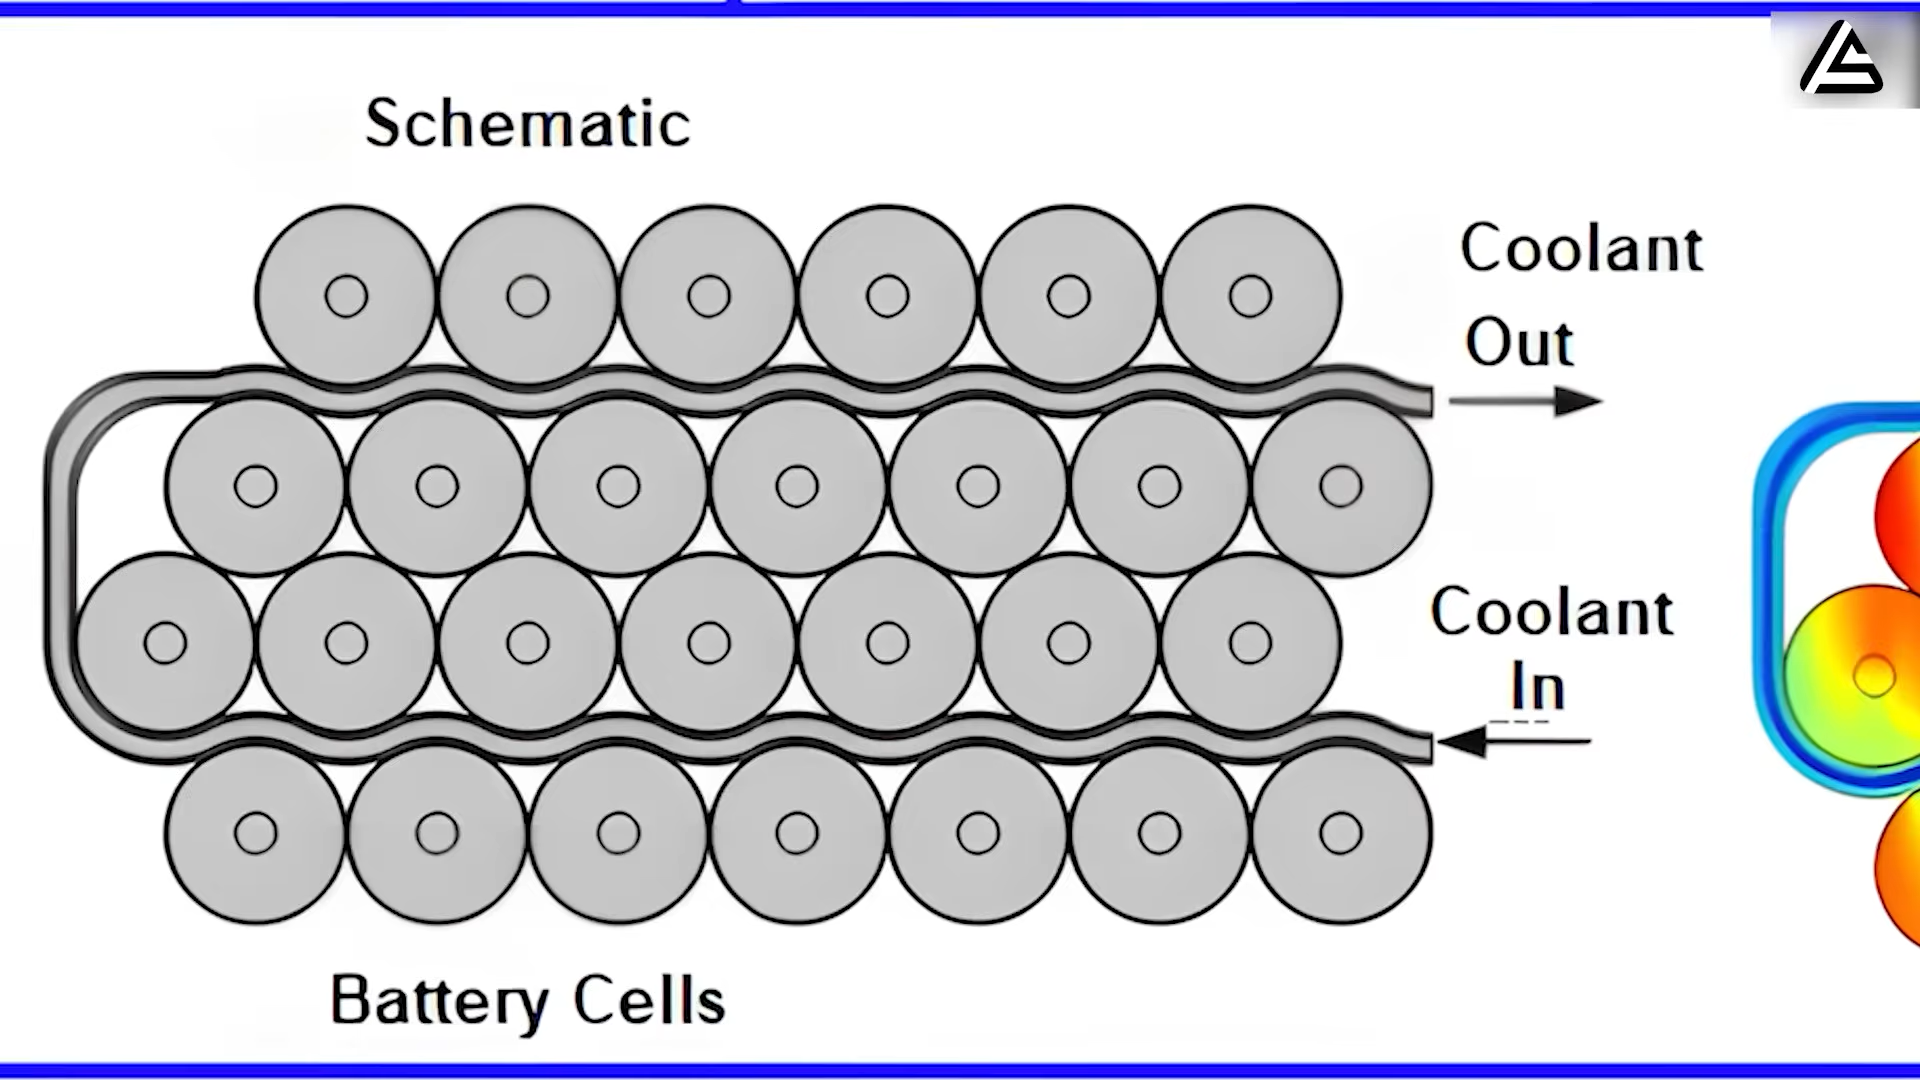 Schematic
Coolant
Out
Coolant
In
Battery Cells